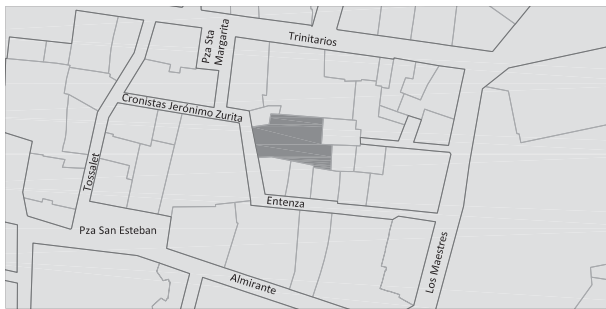 Trinitarios
Pza Sta
Margarita
Cronistas Jerónimo Zurita
Tossalet
Entenza
Pza San Esteban
Los Maestres
Almirante